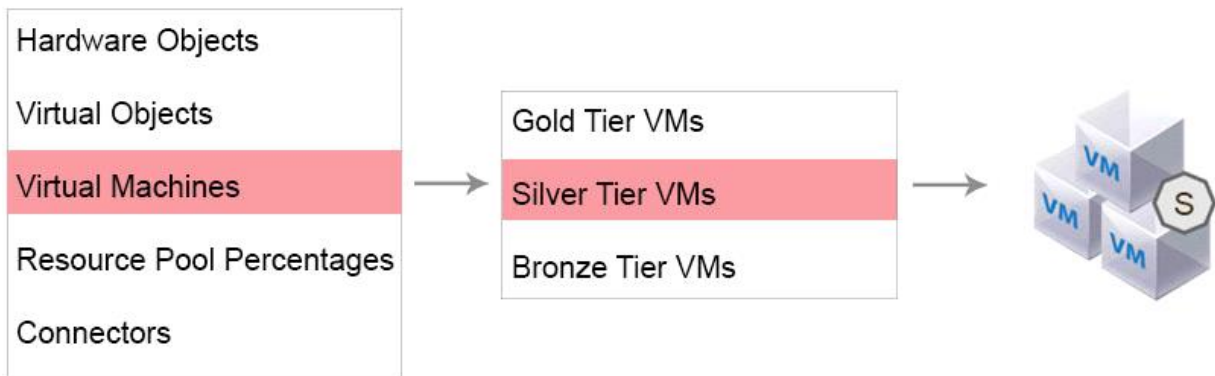 Hardware Objects
Virtual Objects
Virtual Machines
Resource Pool Percentages
Connectors
Gold Tier VMs
Silver Tier VMs
Bronze Tier VMs
VM
VM
VM
S